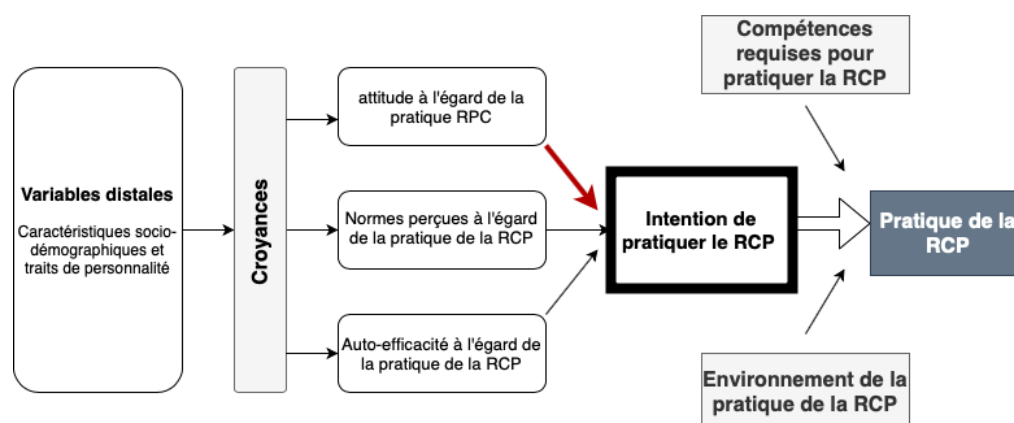 Variables distales
Caractéristiques socio-
démographiques et
traits de personnalité
Croyances
attitude à l'égard de la
pratique RPC
Normes perçues à l'égard
de la pratique de la RCP
Auto-efficacité à l'égard de
la pratique de la RCP
Intention de
pratiquer le RCP
Compétences
requises pour
pratiquer la RCP
Environnement de la
pratique de la RCP
Pratique de la
RCP